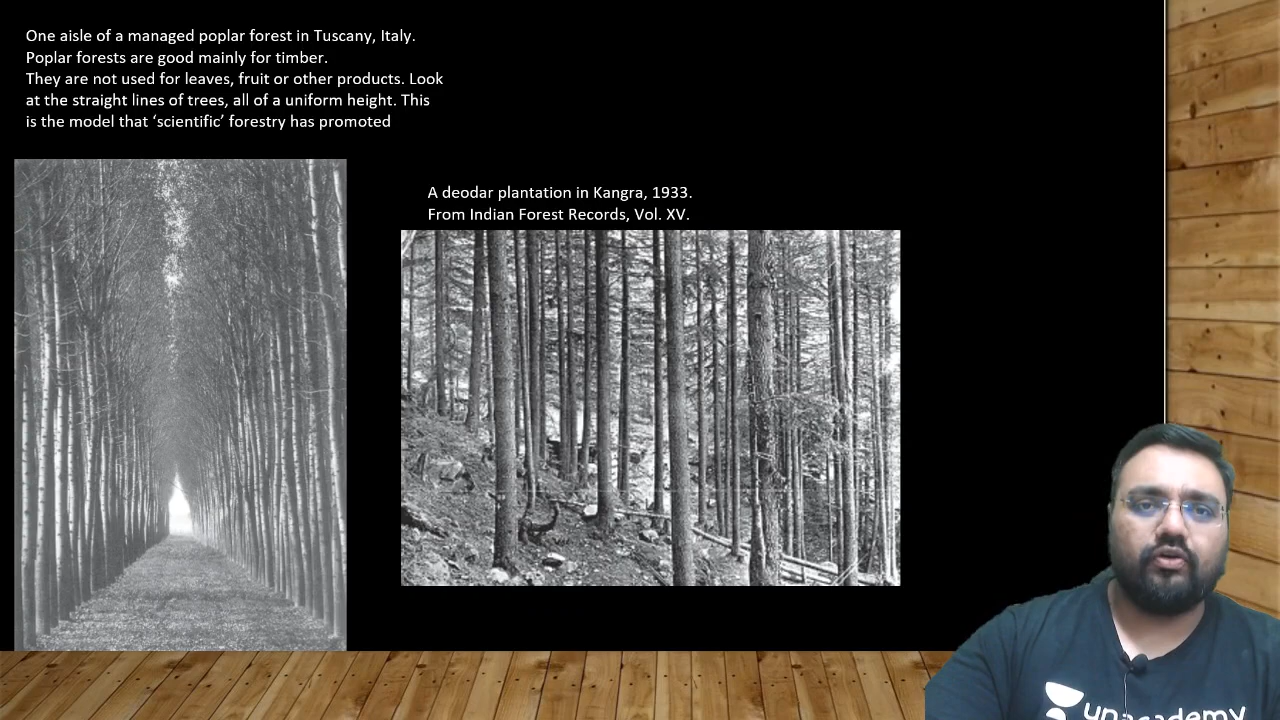 One aisle of a managed poplar forest in Tuscany, Italy.
Poplar forests are good mainly for timber.
They are not used for leaves, fruit or other products. Look
at the straight lines of trees, all of a uniform height. This
is the model that ‘scientific’ forestry has promoted
A deodar plantation in Kangra, 1933.
From Indian Forest Records, Vol. XV.
unacademy